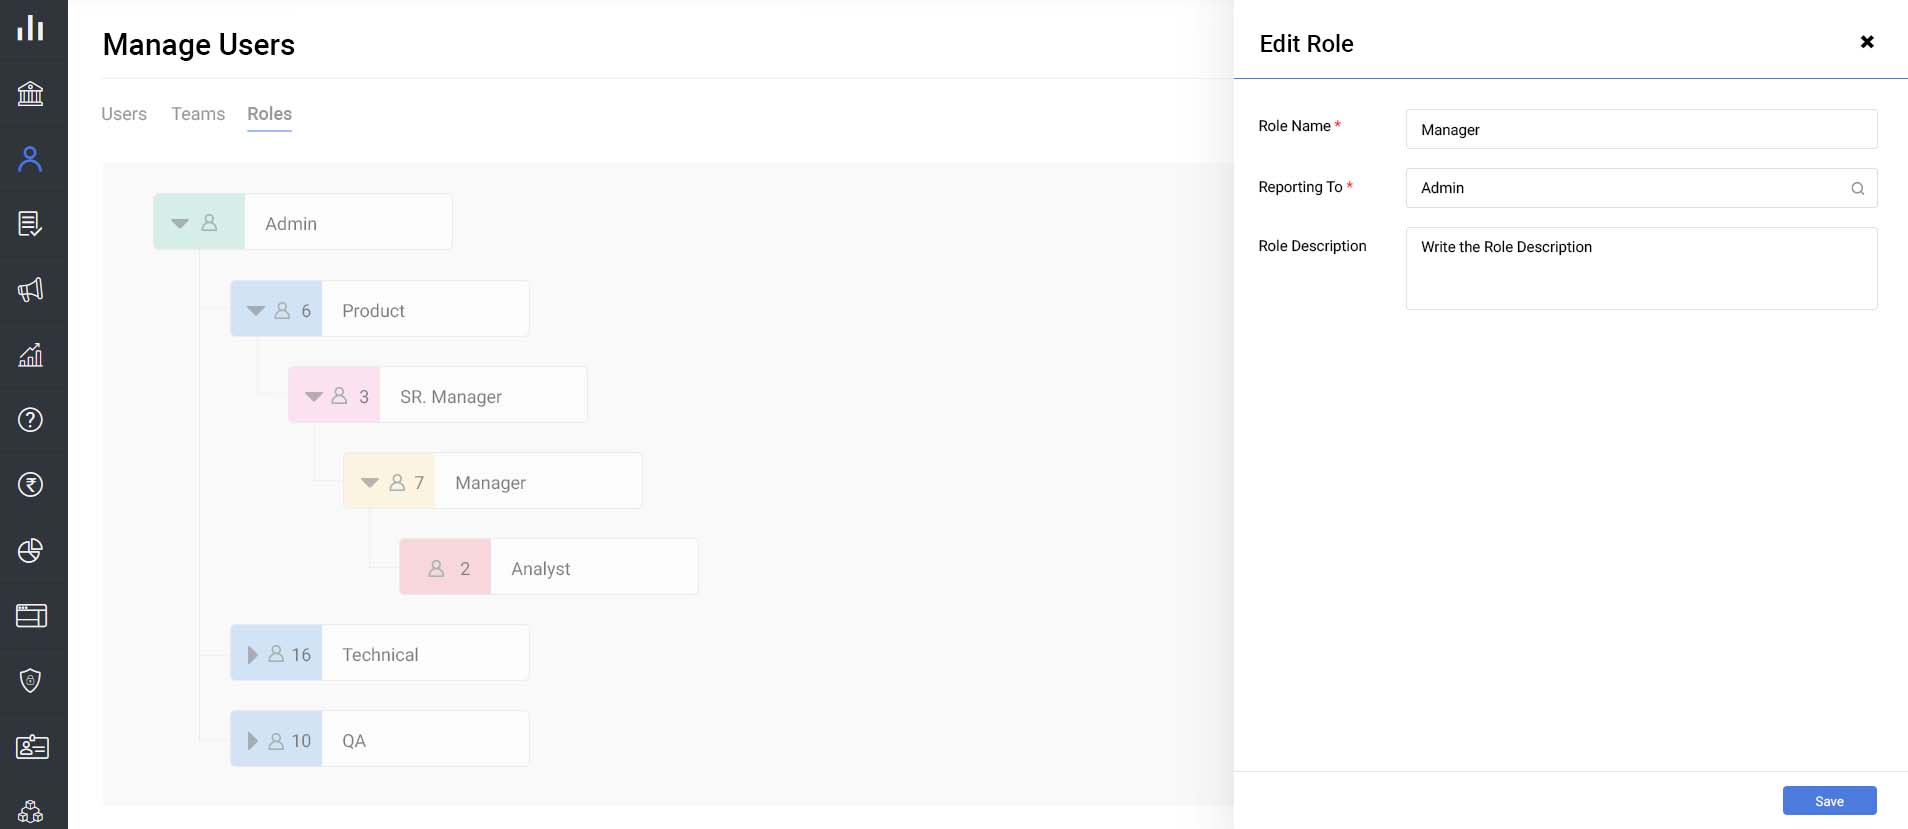 Manage Users
Users Teams Roles
Admin
6 Product
3 SR. Manager
7 Manager
2 Analyst
16 Technical
10 QA
Edit Role
Role Name *
Manager
Reporting To *
Admin
Role Description
Write the Role Description
Save